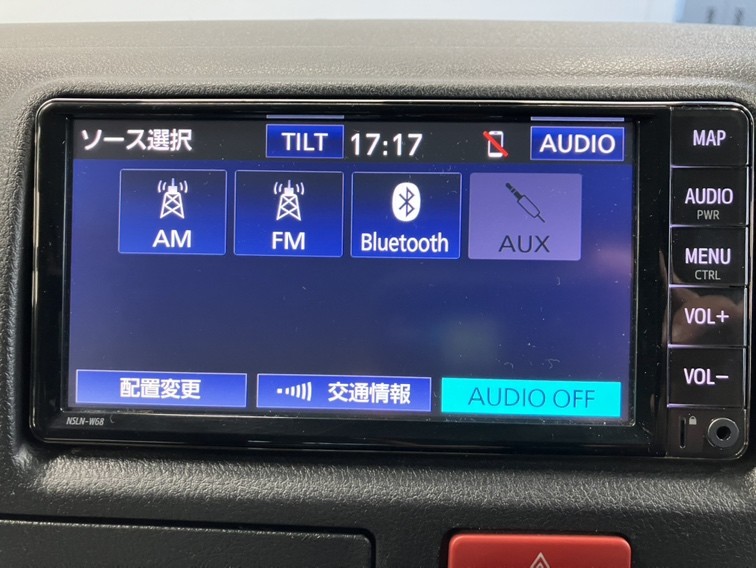 ソース選択
TILT
17:17
AUDIO
AM
FM
Bluetooth
AUX
配置変更
交通情報
AUDIO OFF
NSLN-W68
MAP
AUDIO
PWR
MENU
CTRL
VOL+
VOL-